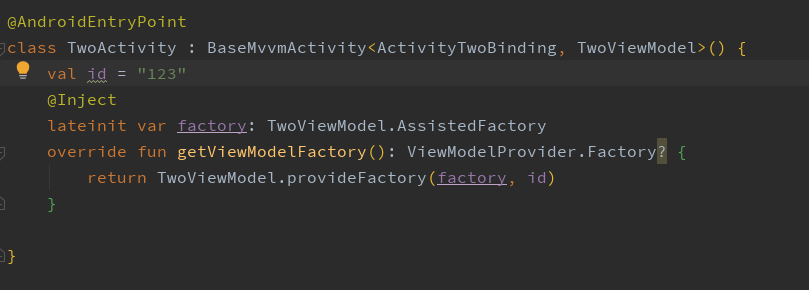 @AndroidEntryPoint
class TwoActivity : BaseMvvmActivity<ActivityTwoBinding, TwoViewModel>() {
    val id = "123"
    @Inject
    lateinit var factory: TwoViewModel.AssistedFactory
    override fun getViewModelFactory(): ViewModelProvider.Factory? {
        return TwoViewModel.provideFactory(factory, id)
    }
}